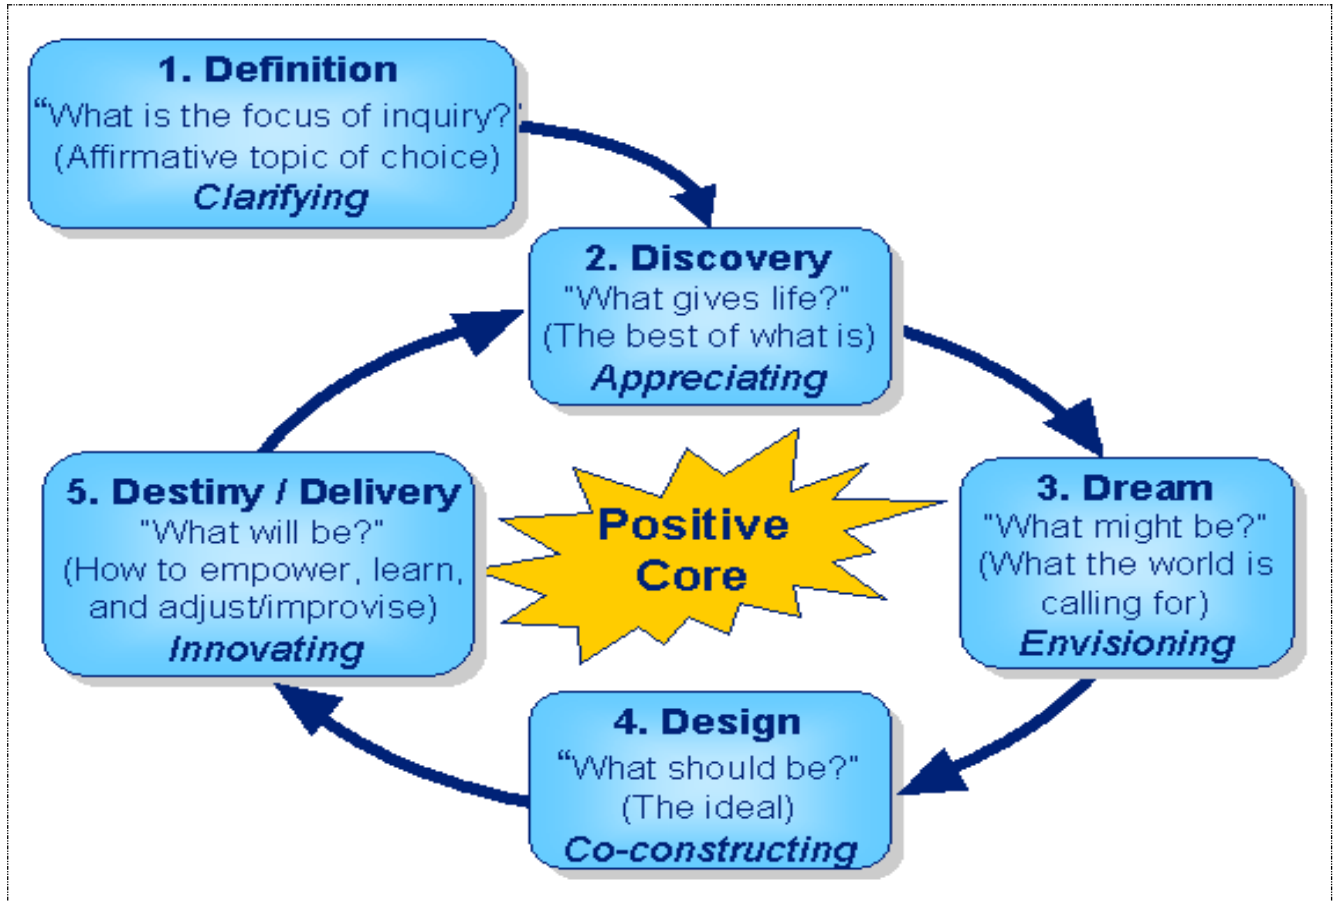 1. Definition
“What is the focus of inquiry?’
(Affirmative topic of choice)
Clarifying
2. Discovery
"What gives life?"
(The best of what is)
Appreciating
3. Dream
"What might be?"
(What the world is
calling for)
Envisioning
4. Design
“What should be?"
(The ideal)
Co-constructing
5. Destiny / Delivery
"What will be?"
(How to empower, learn,
and adjust/improvise)
Innovating
Positive
Core